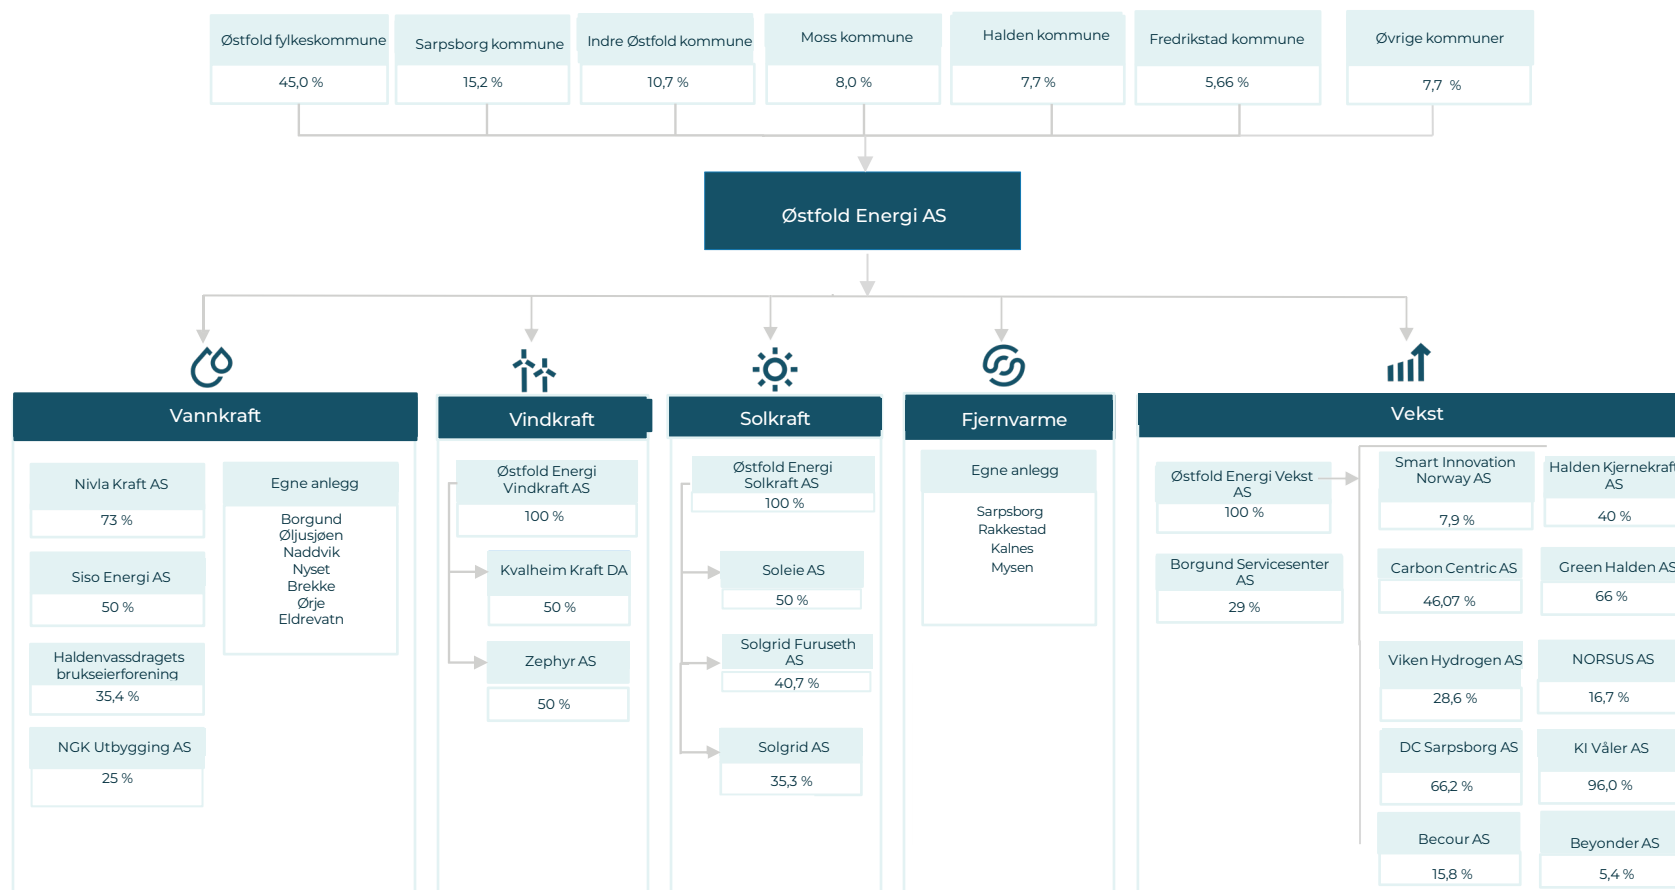 Østfold fylkeskommune
45,0 %
Sarpsborg kommune
15,2 %
Indre Østfold kommune
10,7 %
Moss kommune
8,0 %
Halden kommune
7,7 %
Fredrikstad kommune
5,66 %
Øvrige kommuner
7,7 %
Østfold Energi AS
Vannkraft
Nivla Kraft AS
73 %
Siso Energi AS
50 %
Haldenvassdragets
brukseierforening
35,4 %
NGK Utbygging AS
25 %
Egne anlegg
Borgund
Øljusjøen
Naddvik
Nyset
Brekke
Ørje
Eldrevatn
Vindkraft
Østfold Energi
Vindkraft AS
100 %
Kvalheim Kraft DA
50 %
Zephyr AS
50 %
Solkraft
Østfold Energi
Solkraft AS
100 %
Soleie AS
50 %
Solgrid Furuseth
AS
40,7 %
Solgrid AS
35,3 %
Fjernvarme
Egne anlegg
Sarpsborg
Rakkestad
Kalnes
Mysen
Vekst
Østfold Energi Vekst
AS
100 %
Borgund Servicesenter
AS
29 %
Smart Innovation
Norway AS
7,9 %
Halden Kjernekraft
AS
40 %
Carbon Centric AS
46,07 %
Green Halden AS
66 %
Viken Hydrogen AS
28,6 %
NORSUS AS
16,7 %
DC Sarpsborg AS
66,2 %
KI Våler AS
96,0 %
Becour AS
15,8 %
Beyonder AS
5,4 %